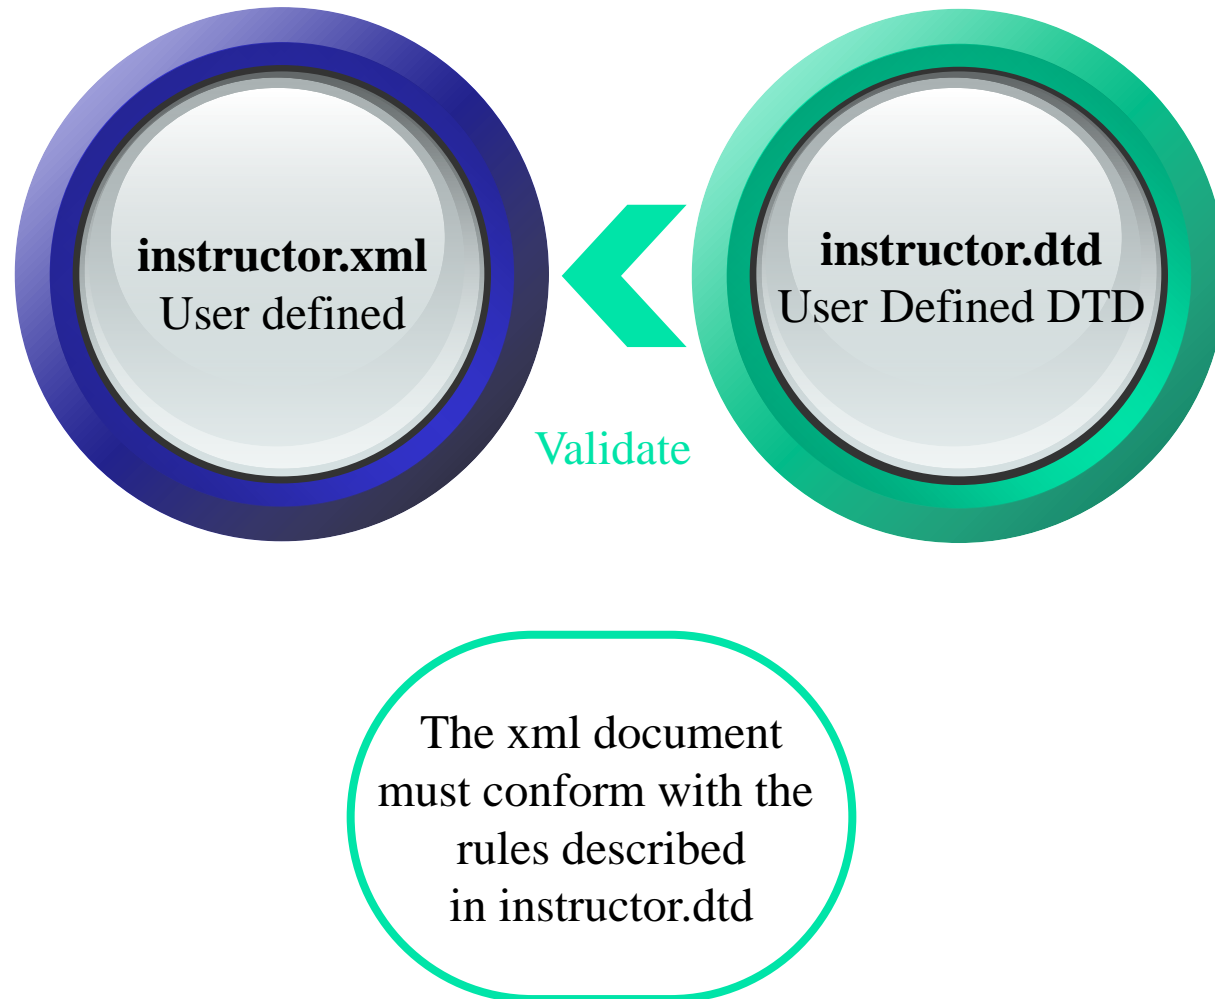 instructor.xml
User defined
instructor.dtd
User Defined DTD
Validate
The xml document
must conform with the
rules described
in instructor.dtd